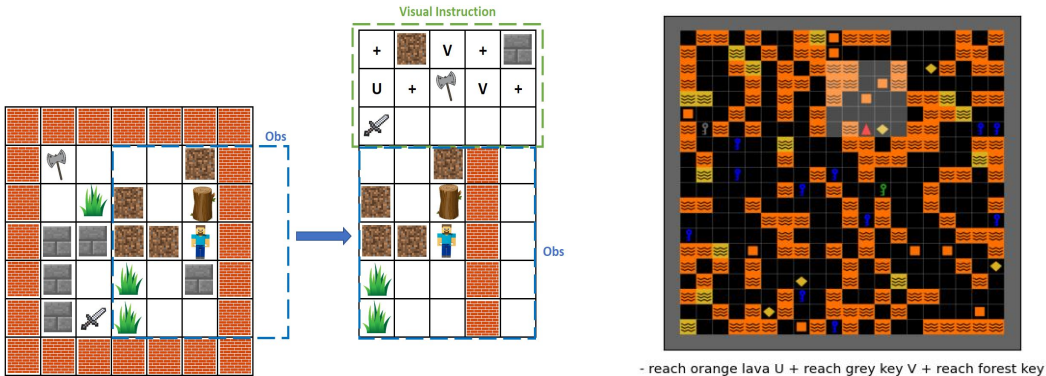 Visual Instruction
+ V +
U + V +
Obs
Obs
- reach orange lava U + reach grey key V + reach forest key